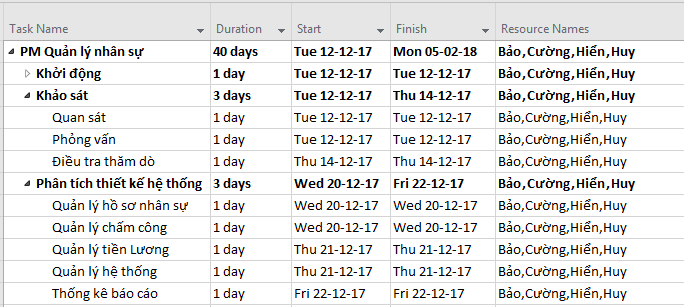 Task Name Duration Start Finish Resource Names
PM Quản lý nhân sự 40 days Tue 12-12-17 Mon 05-02-18 Bảo,Cường,Hiển,Huy
Khởi động 1 day Tue 12-12-17 Tue 12-12-17 Bảo,Cường,Hiển,Huy
Khảo sát 3 days Tue 12-12-17 Thu 14-12-17 Bảo,Cường,Hiển,Huy
Quan sát 1 day Tue 12-12-17 Tue 12-12-17 Bảo,Cường,Hiển,Huy
Phỏng vấn 1 day Tue 12-12-17 Tue 12-12-17 Bảo,Cường,Hiển,Huy
Điều tra thăm dò 1 day Thu 14-12-17 Thu 14-12-17 Bảo,Cường,Hiển,Huy
Phân tích thiết kế hệ thống 3 days Wed 20-12-17 Fri 22-12-17 Bảo,Cường,Hiển,Huy
Quản lý hồ sơ nhân sự 1 day Wed 20-12-17 Wed 20-12-17 Bảo,Cường,Hiển,Huy
Quản lý chấm công 1 day Wed 20-12-17 Wed 20-12-17 Bảo,Cường,Hiển,Huy
Quản lý tiền Lương 1 day Thu 21-12-17 Thu 21-12-17 Bảo,Cường,Hiển,Huy
Quản lý hệ thống 1 day Thu 21-12-17 Thu 21-12-17 Bảo,Cường,Hiển,Huy
Thống kê báo cáo 1 day Fri 22-12-17 Fri 22-12-17 Bảo,Cường,Hiển,Huy